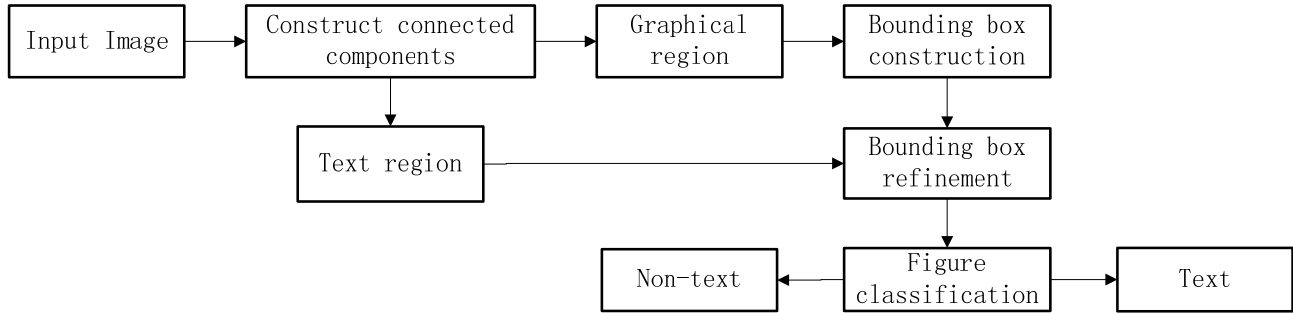 Input Image
Construct connected
components
Graphical
region
Bounding box
construction
Text region
Bounding box
refinement
Non-text
Figure
classification
Text